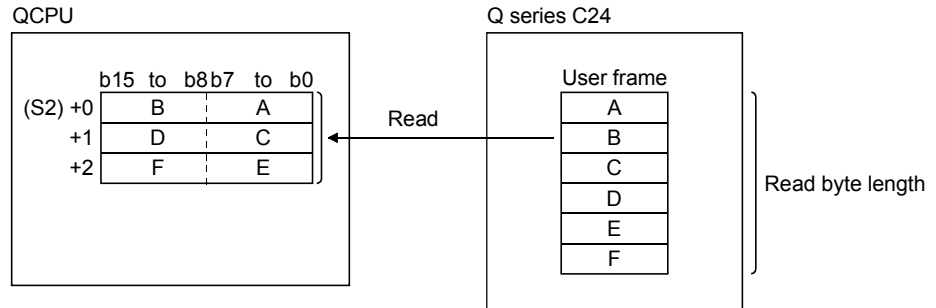 QCPU
b15 to b8 b7 to b0
(S2) +0 B A
+1 D C
+2 F E
Read
Q series C24
User frame
A
B
C
D
E
F
Read byte length